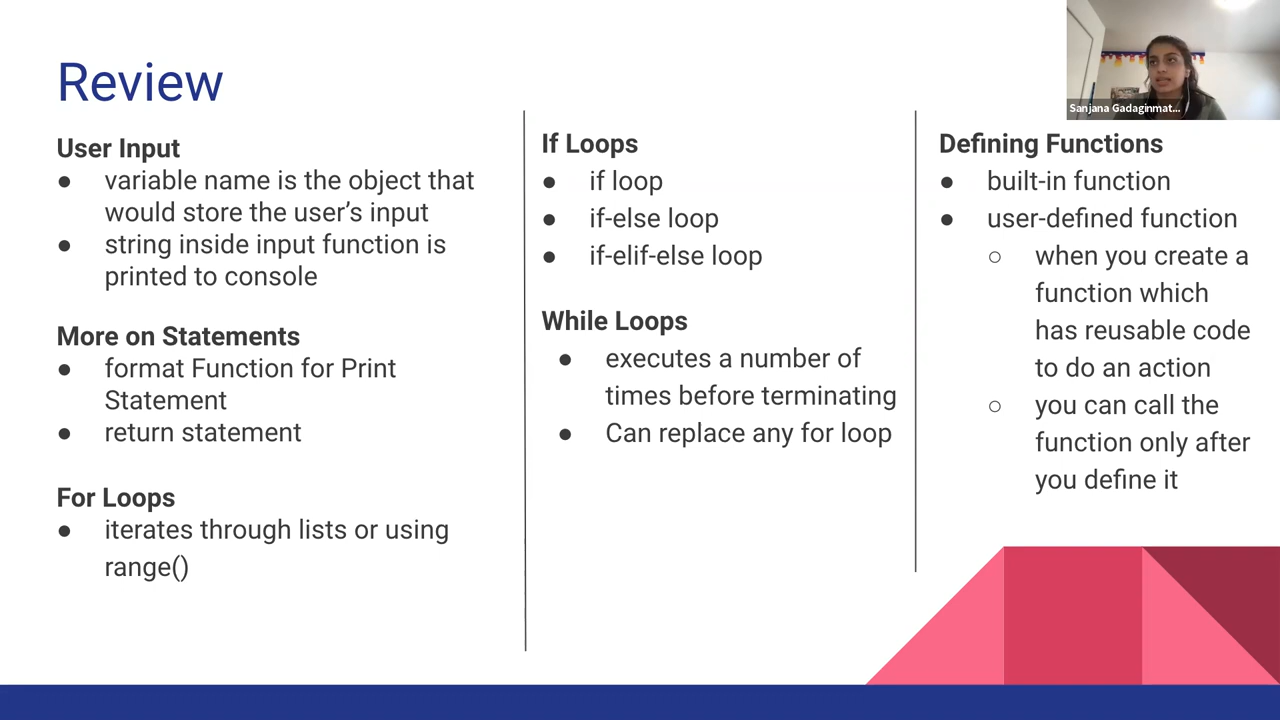 Review
User Input
● variable name is the object that
would store the user's input
● string inside input function is
printed to console
More on Statements
● format Function for Print
Statement
● return statement
For Loops
● iterates through lists or using
range()
If Loops
● if loop
● if-else loop
● if-elif-else loop
While Loops
● executes a number of
times before terminating
● Can replace any for loop
Defining Functions
● built-in function
● user-defined function
○ when you create a
function which
has reusable code
to do an action
○ you can call the
function only after
you define it
Sanjana Gadaginmat...